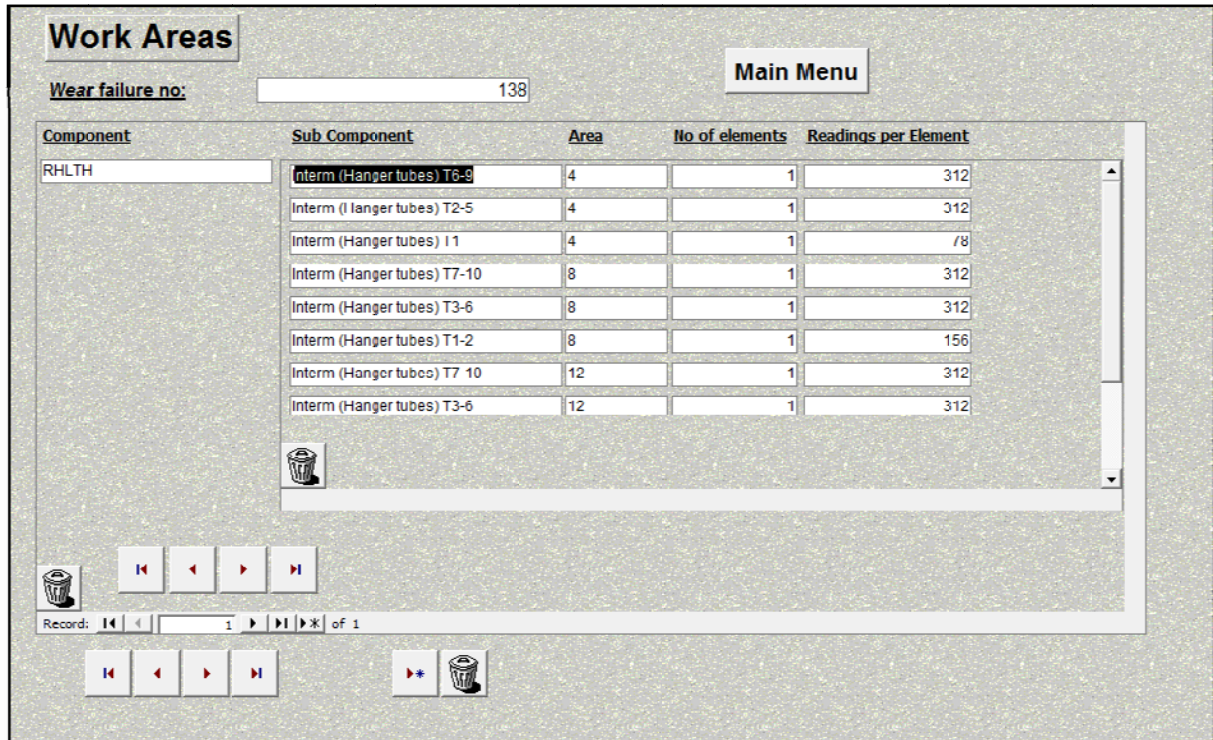 Work Areas
Main Menu
Wear failure no: 138
Component Sub Component Area No of elements Readings per Element
RHLTH Interm (Hanger tubes) T6-9 4 1 312
Interm (Hanger tubes) T2-5 4 1 312
Interm (Hanger tubes) T1 4 1 78
Interm (Hanger tubes) T7-10 8 1 312
Interm (Hanger tubes) T3-6 8 1 312
Interm (Hanger tubes) T1-2 8 1 156
Interm (Hanger tubes) T7-10 12 1 312
Interm (Hanger tubes) T3-6 12 1 312
Record: 1 of 1